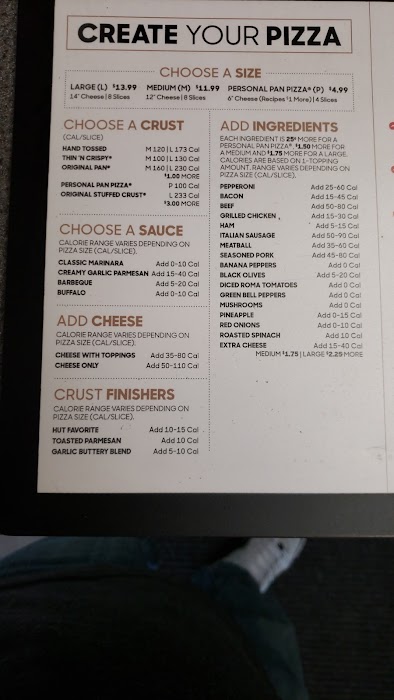 CREATE YOUR PIZZA
CHOOSE A SIZE
LARGE (L) $13.99 MEDIUM (M) $11.99 PERSONAL PAN PIZZA® (P) $4.99
14" Cheese | 8 Slices 12" Cheese | 8 Slices 6" Cheese (Recipes $1 More) | 4 Slices
CHOOSE A CRUST
(CAL/SLICE)
HAND TOSSED M 120 | L 173 Cal
THIN 'N CRISPY® M 100 | L 130 Cal
ORIGINAL PAN® M 160 | L 230 Cal
$1.00 MORE
PERSONAL PAN PIZZA® P 100 Cal
ORIGINAL STUFFED CRUST® L 233 Cal
$3.00 MORE
CHOOSE A SAUCE
CALORIE RANGE VARIES DEPENDING ON
PIZZA SIZE (CAL/SLICE).
CLASSIC MARINARA Add 0-10 Cal
CREAMY GARLIC PARMESAN Add 15-40 Cal
BARBEQUE Add 5-20 Cal
BUFFALO Add 0-10 Cal
ADD CHEESE
CALORIE RANGE VARIES DEPENDING ON
PIZZA SIZE (CAL/SLICE).
CHEESE WITH TOPPINGS Add 35-80 Cal
CHEESE ONLY Add 50-110 Cal
CRUST FINISHERS
CALORIE RANGE VARIES DEPENDING ON
PIZZA SIZE (CAL/SLICE).
HUT FAVORITE Add 10-15 Cal
TOASTED PARMESAN Add 10 Cal
GARLIC BUTTERY BLEND Add 5-10 Cal
ADD INGREDIENTS
EACH INGREDIENT IS 25¢ MORE FOR A
PERSONAL PAN PIZZA®, $1.50 MORE FOR
A MEDIUM AND $1.75 MORE FOR A LARGE.
CALORIES ARE BASED ON 1-TOPPING
AMOUNT. RANGE VARIES DEPENDING ON
PIZZA SIZE (CAL/SLICE).
PEPPERONI Add 25-60 Cal
BACON Add 15-45 Cal
BEEF Add 50-80 Cal
GRILLED CHICKEN Add 15-30 Cal
HAM Add 5-15 Cal
ITALIAN SAUSAGE Add 50-90 Cal
MEATBALL Add 35-60 Cal
SEASONED PORK Add 45-80 Cal
BANANA PEPPERS Add 0 Cal
BLACK OLIVES Add 5-20 Cal
DICED ROMA TOMATOES Add 0 Cal
GREEN BELL PEPPERS Add 0 Cal
MUSHROOMS Add 0 Cal
PINEAPPLE Add 0-15 Cal
RED ONIONS Add 0-10 Cal
ROASTED SPINACH Add 10 Cal
EXTRA CHEESE Add 15-40 Cal
MEDIUM $1.75 | LARGE $2.25 MORE